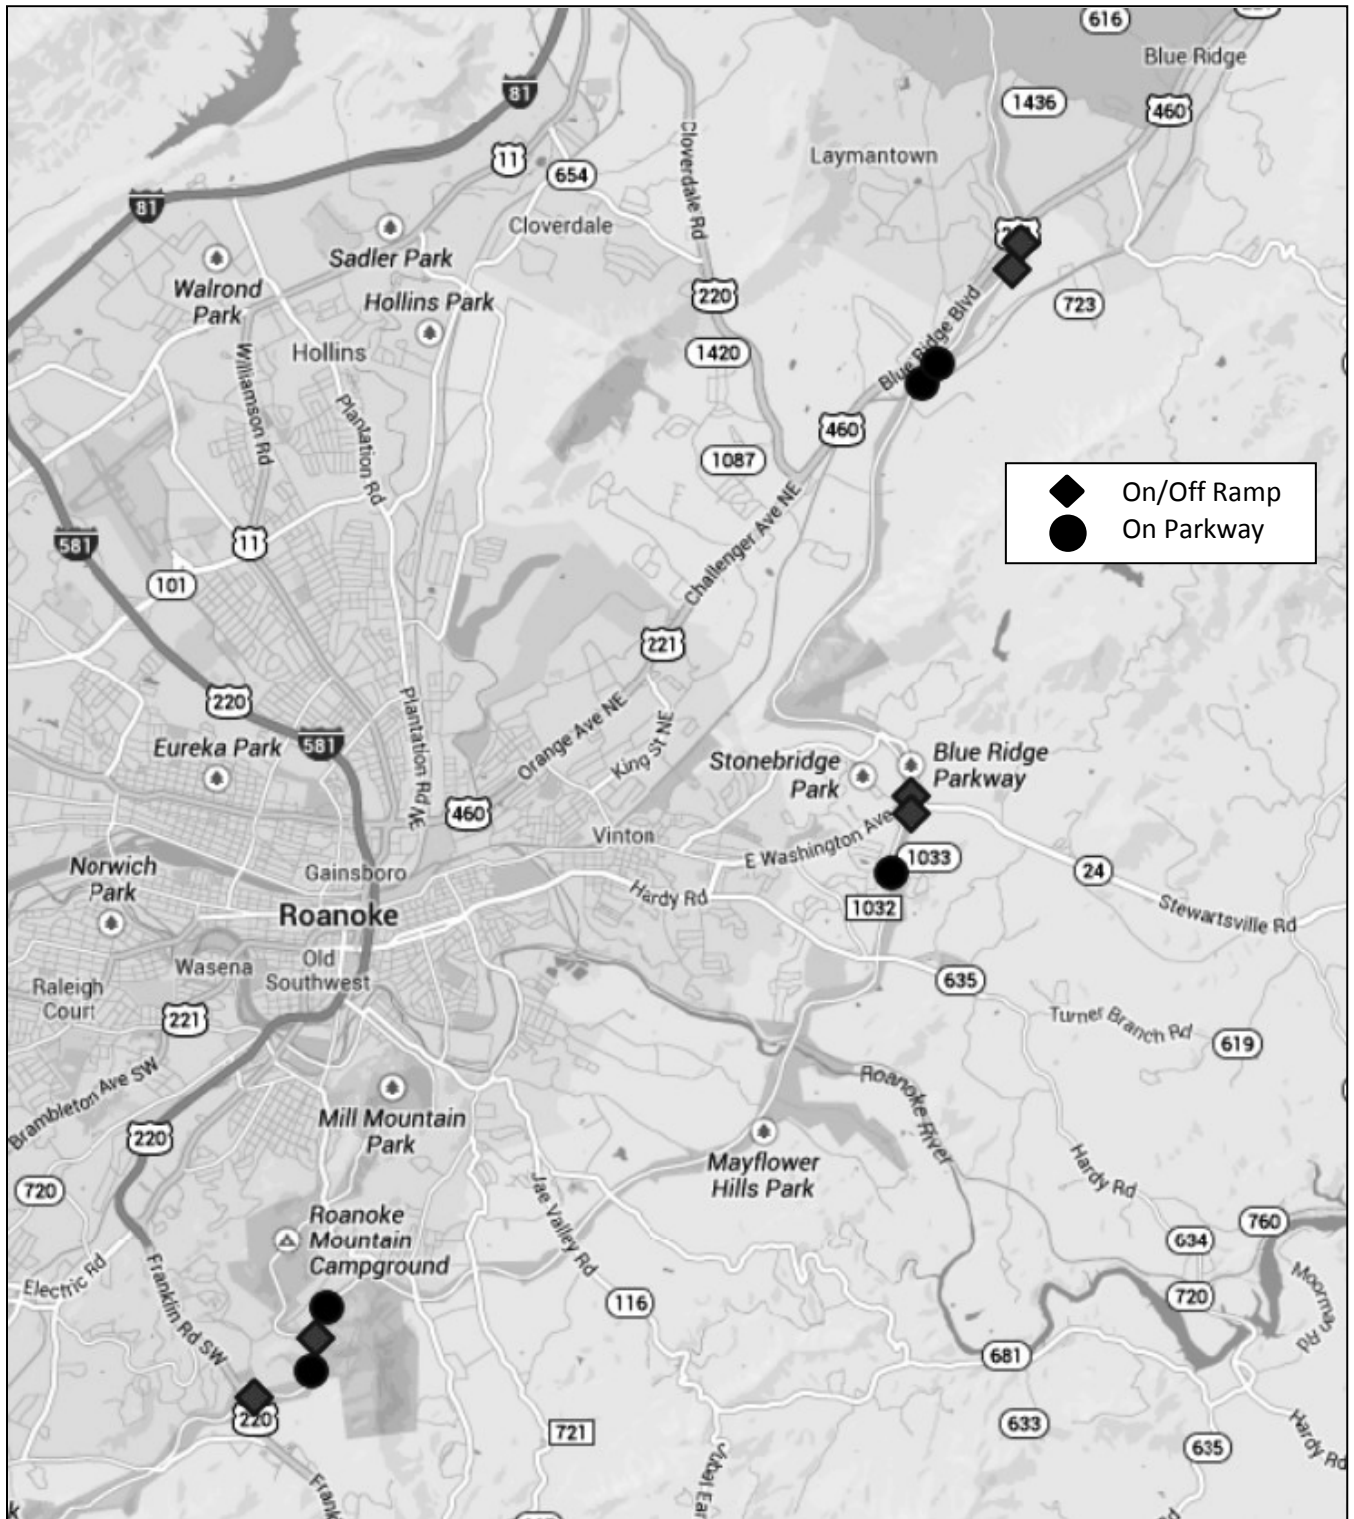 616
Blue Ridge
81
1436
460
11
Laymantown
654
Cloverdale Rd
81
Cloverdale
Sadler Park
Walrond
Park
220
Hollins Park
723
Blue Ridge Blvd
1420
Hollins
Williamson Rd
Plantation Rd
460
1087
On/Off Ramp
On Parkway
Challenger Ave NE
581
11
101
221
220
Plantation Rd NE
Orange Ave NE
King St NE
Eureka Park
581
Stonebridge
Park
Blue Ridge
Parkway
460
Vinton
E Washington Ave
1033
Norwich
Park
Gainsboro
24
Hardy Rd
1032
Roanoke
Stewartsville Rd
Wasena
Old
Southwest
Raleigh
Court
635
221
Turner Branch Rd
619
Brambleton Ave SW
Roanoke River
Mill Mountain
Park
220
Mayflower
Hills Park
Hardy Rd
720
Jae Valley Rd
Roanoke
Mountain
Campground
760
634
Electric Rd
Franklin Rd SW
116
720
Moorman Rd
681
220
721
633
635
Hardy Rd
Jubal Ear
Frank
k
Rd